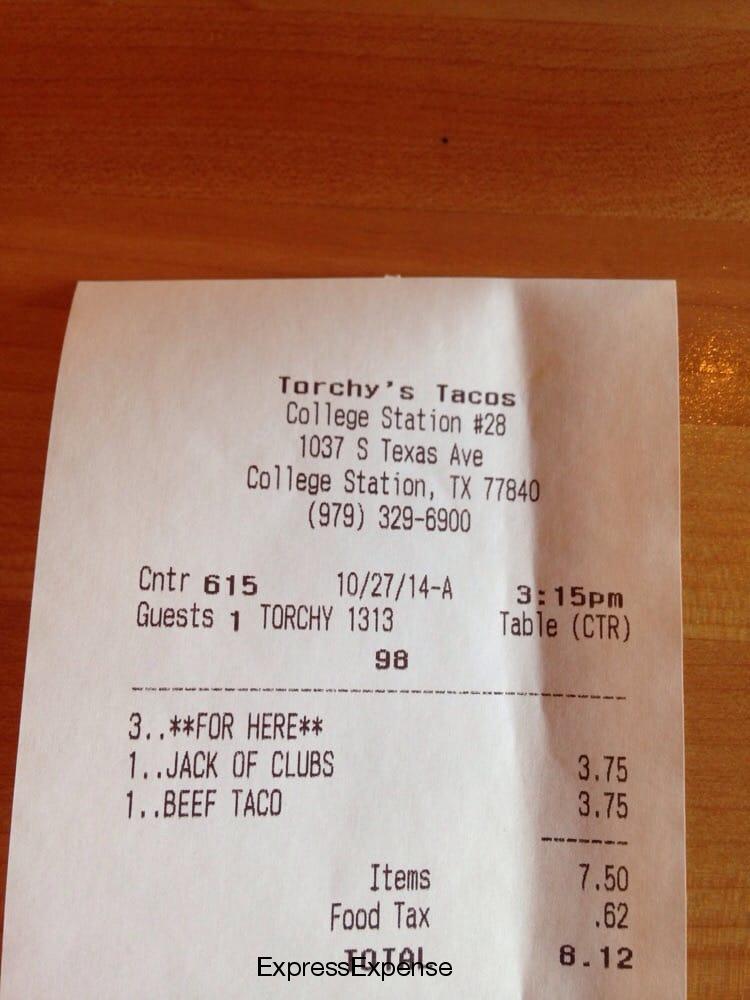 Torchy's Tacos
College Station #28
1037 S Texas Ave
College Station, TX 77840
(979) 329-6900
Cntr 615 10/27/14-A 3:15pm
Guests 1 TORCHY 1313 Table (CTR)
98
3..**FOR HERE**
1..JACK OF CLUBS 3.75
1..BEEF TACO 3.75
Items 7.50
Food Tax .62
TOTAL 8.12
ExpressExpense